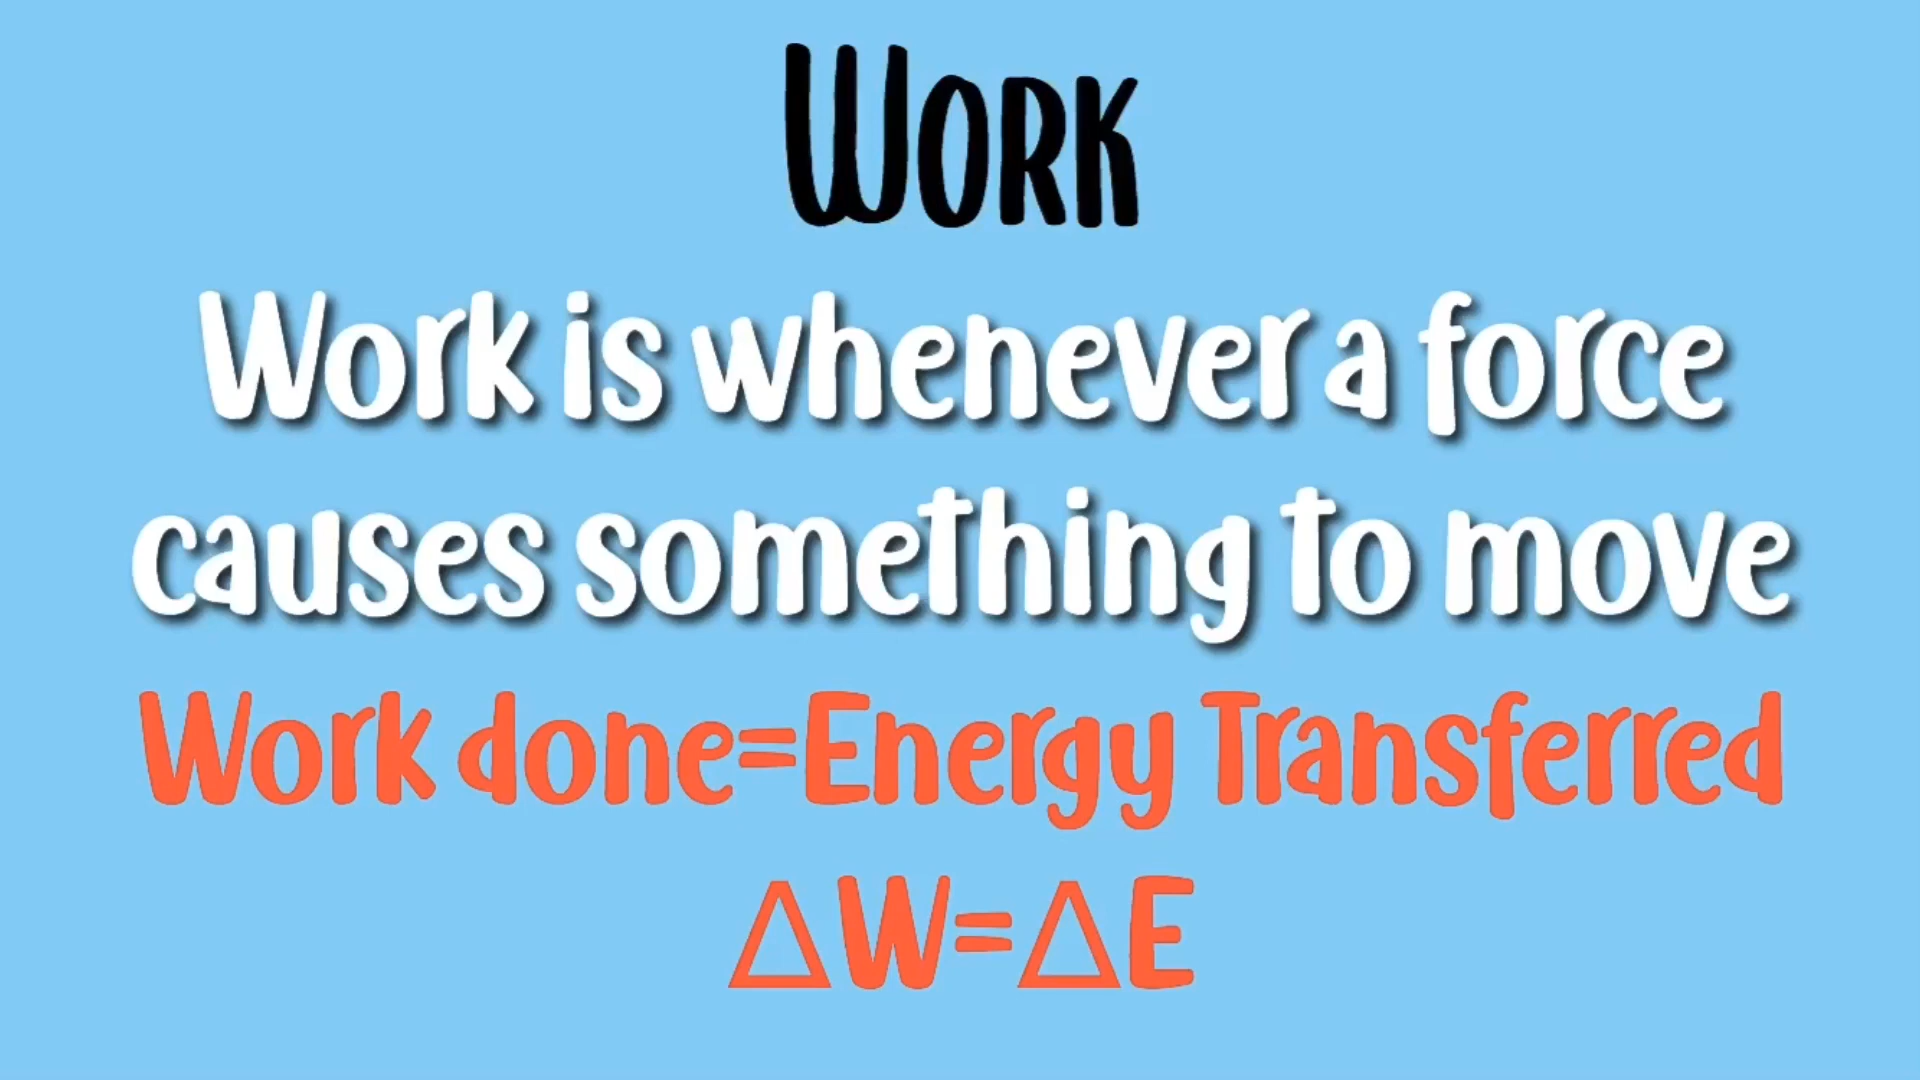 Work
Work is whenever a force
causes something to move
Work done=Energy Transferred
ΔW=ΔE